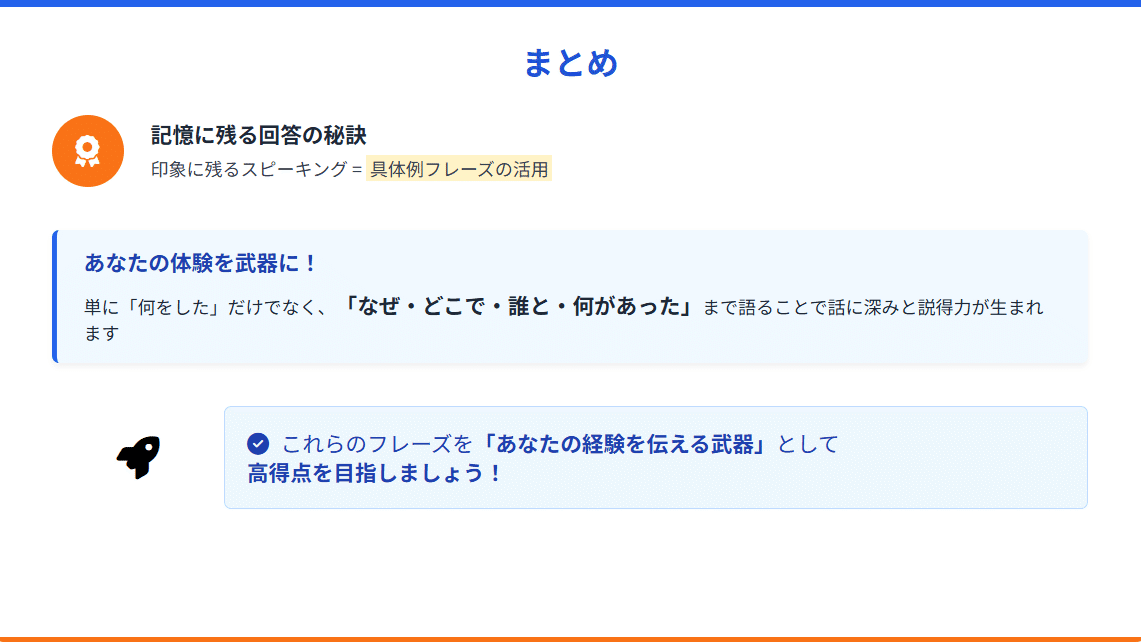 まとめ
記憶に残る回答の秘訣
印象に残るスピーキング = 具体例フレーズの活用
あなたの体験を武器に！
単に「何をした」だけでなく、「なぜ・どこで・誰と・何があった」まで語ることで話に深みと説得力が生まれ
ます
これらのフレーズを「あなたの経験を伝える武器」として
高得点を目指しましょう！